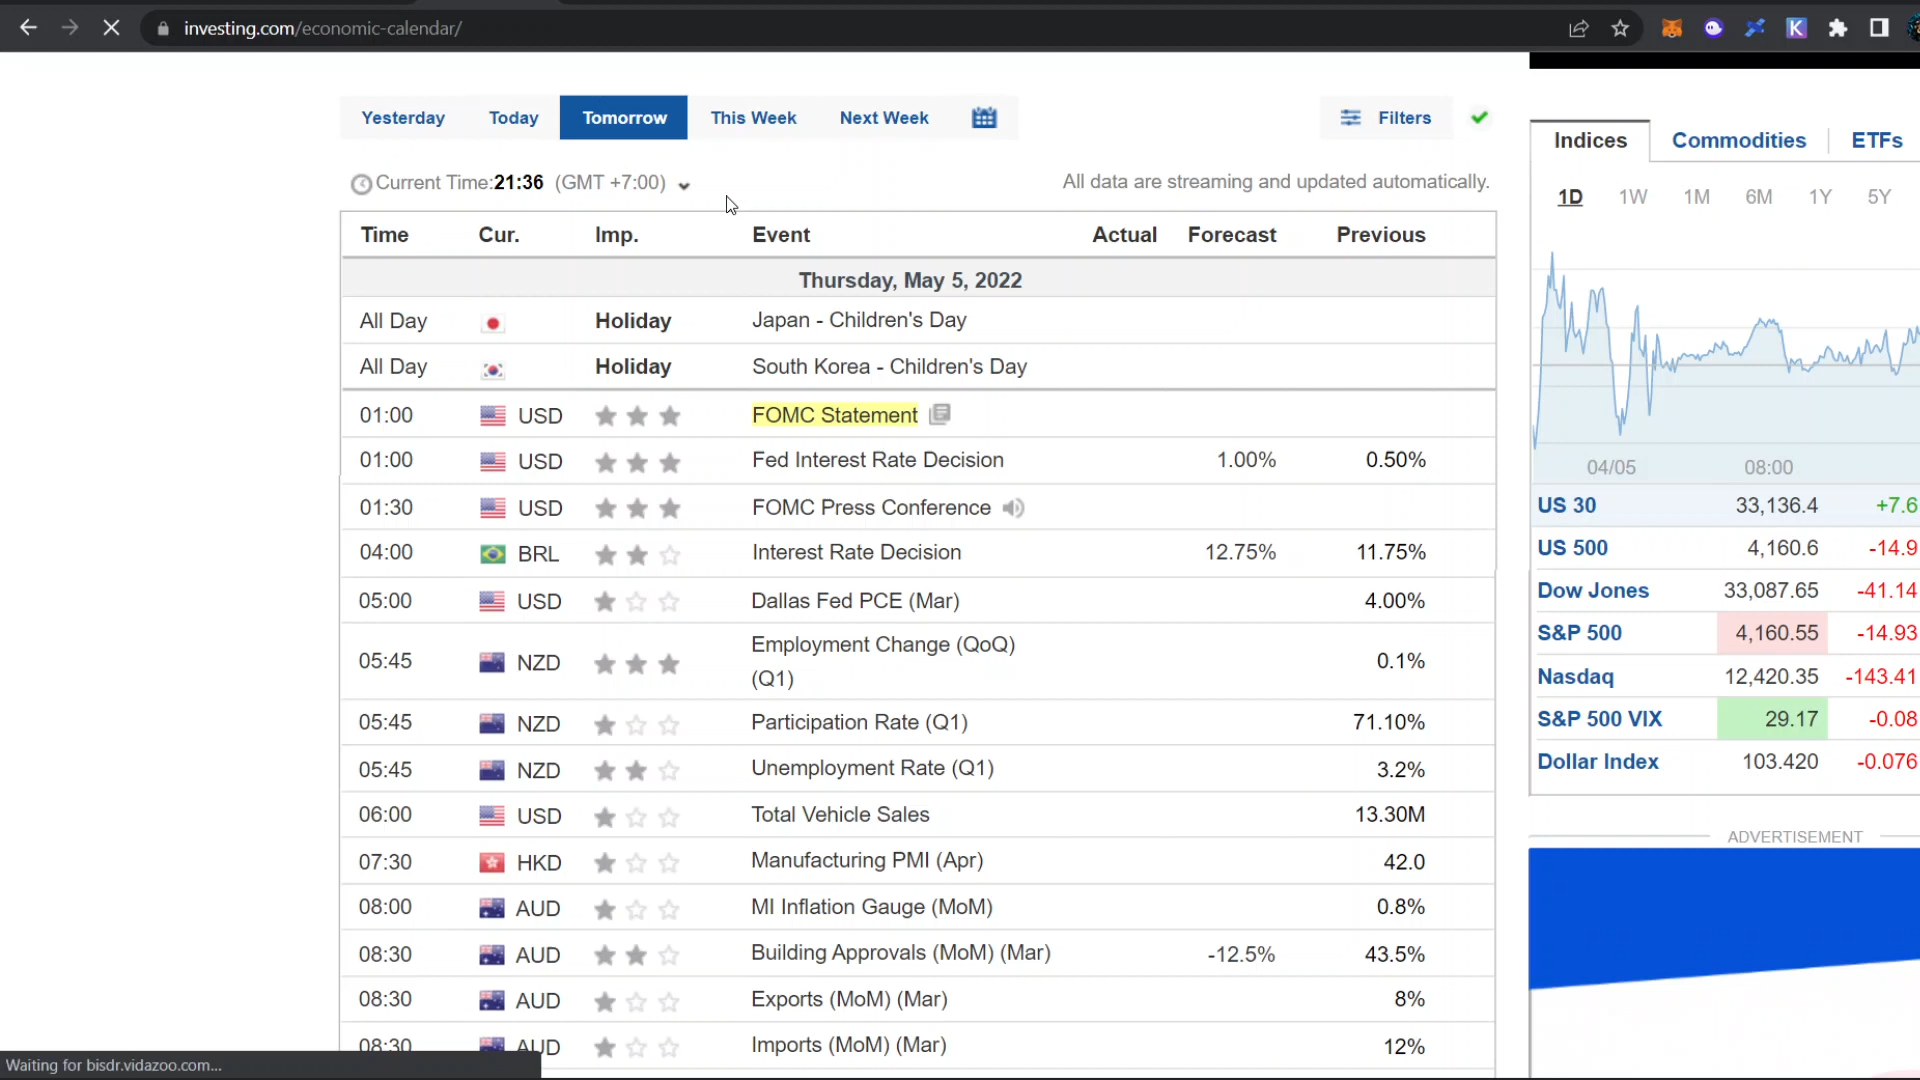 investing.com/economic-calendar/
Yesterday Today Tomorrow This Week Next Week Filters
Current Time:21:36 (GMT +7:00) All data are streaming and updated automatically.
Time Cur. Imp. Event Actual Forecast Previous
Thursday, May 5, 2022
All Day Holiday Japan - Children's Day
All Day Holiday South Korea - Children's Day
01:00 USD FOMC Statement
01:00 USD Fed Interest Rate Decision 1.00% 0.50%
01:30 USD FOMC Press Conference
04:00 BRL Interest Rate Decision 12.75% 11.75%
05:00 USD Dallas Fed PCE (Mar) 4.00%
05:45 NZD Employment Change (QoQ) (Q1) 0.1%
05:45 NZD Participation Rate (Q1) 71.10%
05:45 NZD Unemployment Rate (Q1) 3.2%
06:00 USD Total Vehicle Sales 13.30M
07:30 HKD Manufacturing PMI (Apr) 42.0
08:00 AUD MI Inflation Gauge (MoM) 0.8%
08:30 AUD Building Approvals (MoM) (Mar) -12.5% 43.5%
08:30 AUD Exports (MoM) (Mar) 8%
08:30 AUD Imports (MoM) (Mar) 12%
Waiting for bisdr.vidazoo.com...
Indices Commodities ETFs
1D 1W 1M 6M 1Y 5Y
04/05 08:00
US 30 33,136.4 +7.6
US 500 4,160.6 -14.9
Dow Jones 33,087.65 -41.14
S&P 500 4,160.55 -14.93
Nasdaq 12,420.35 -143.41
S&P 500 VIX 29.17 -0.08
Dollar Index 103.420 -0.076
ADVERTISEMENT